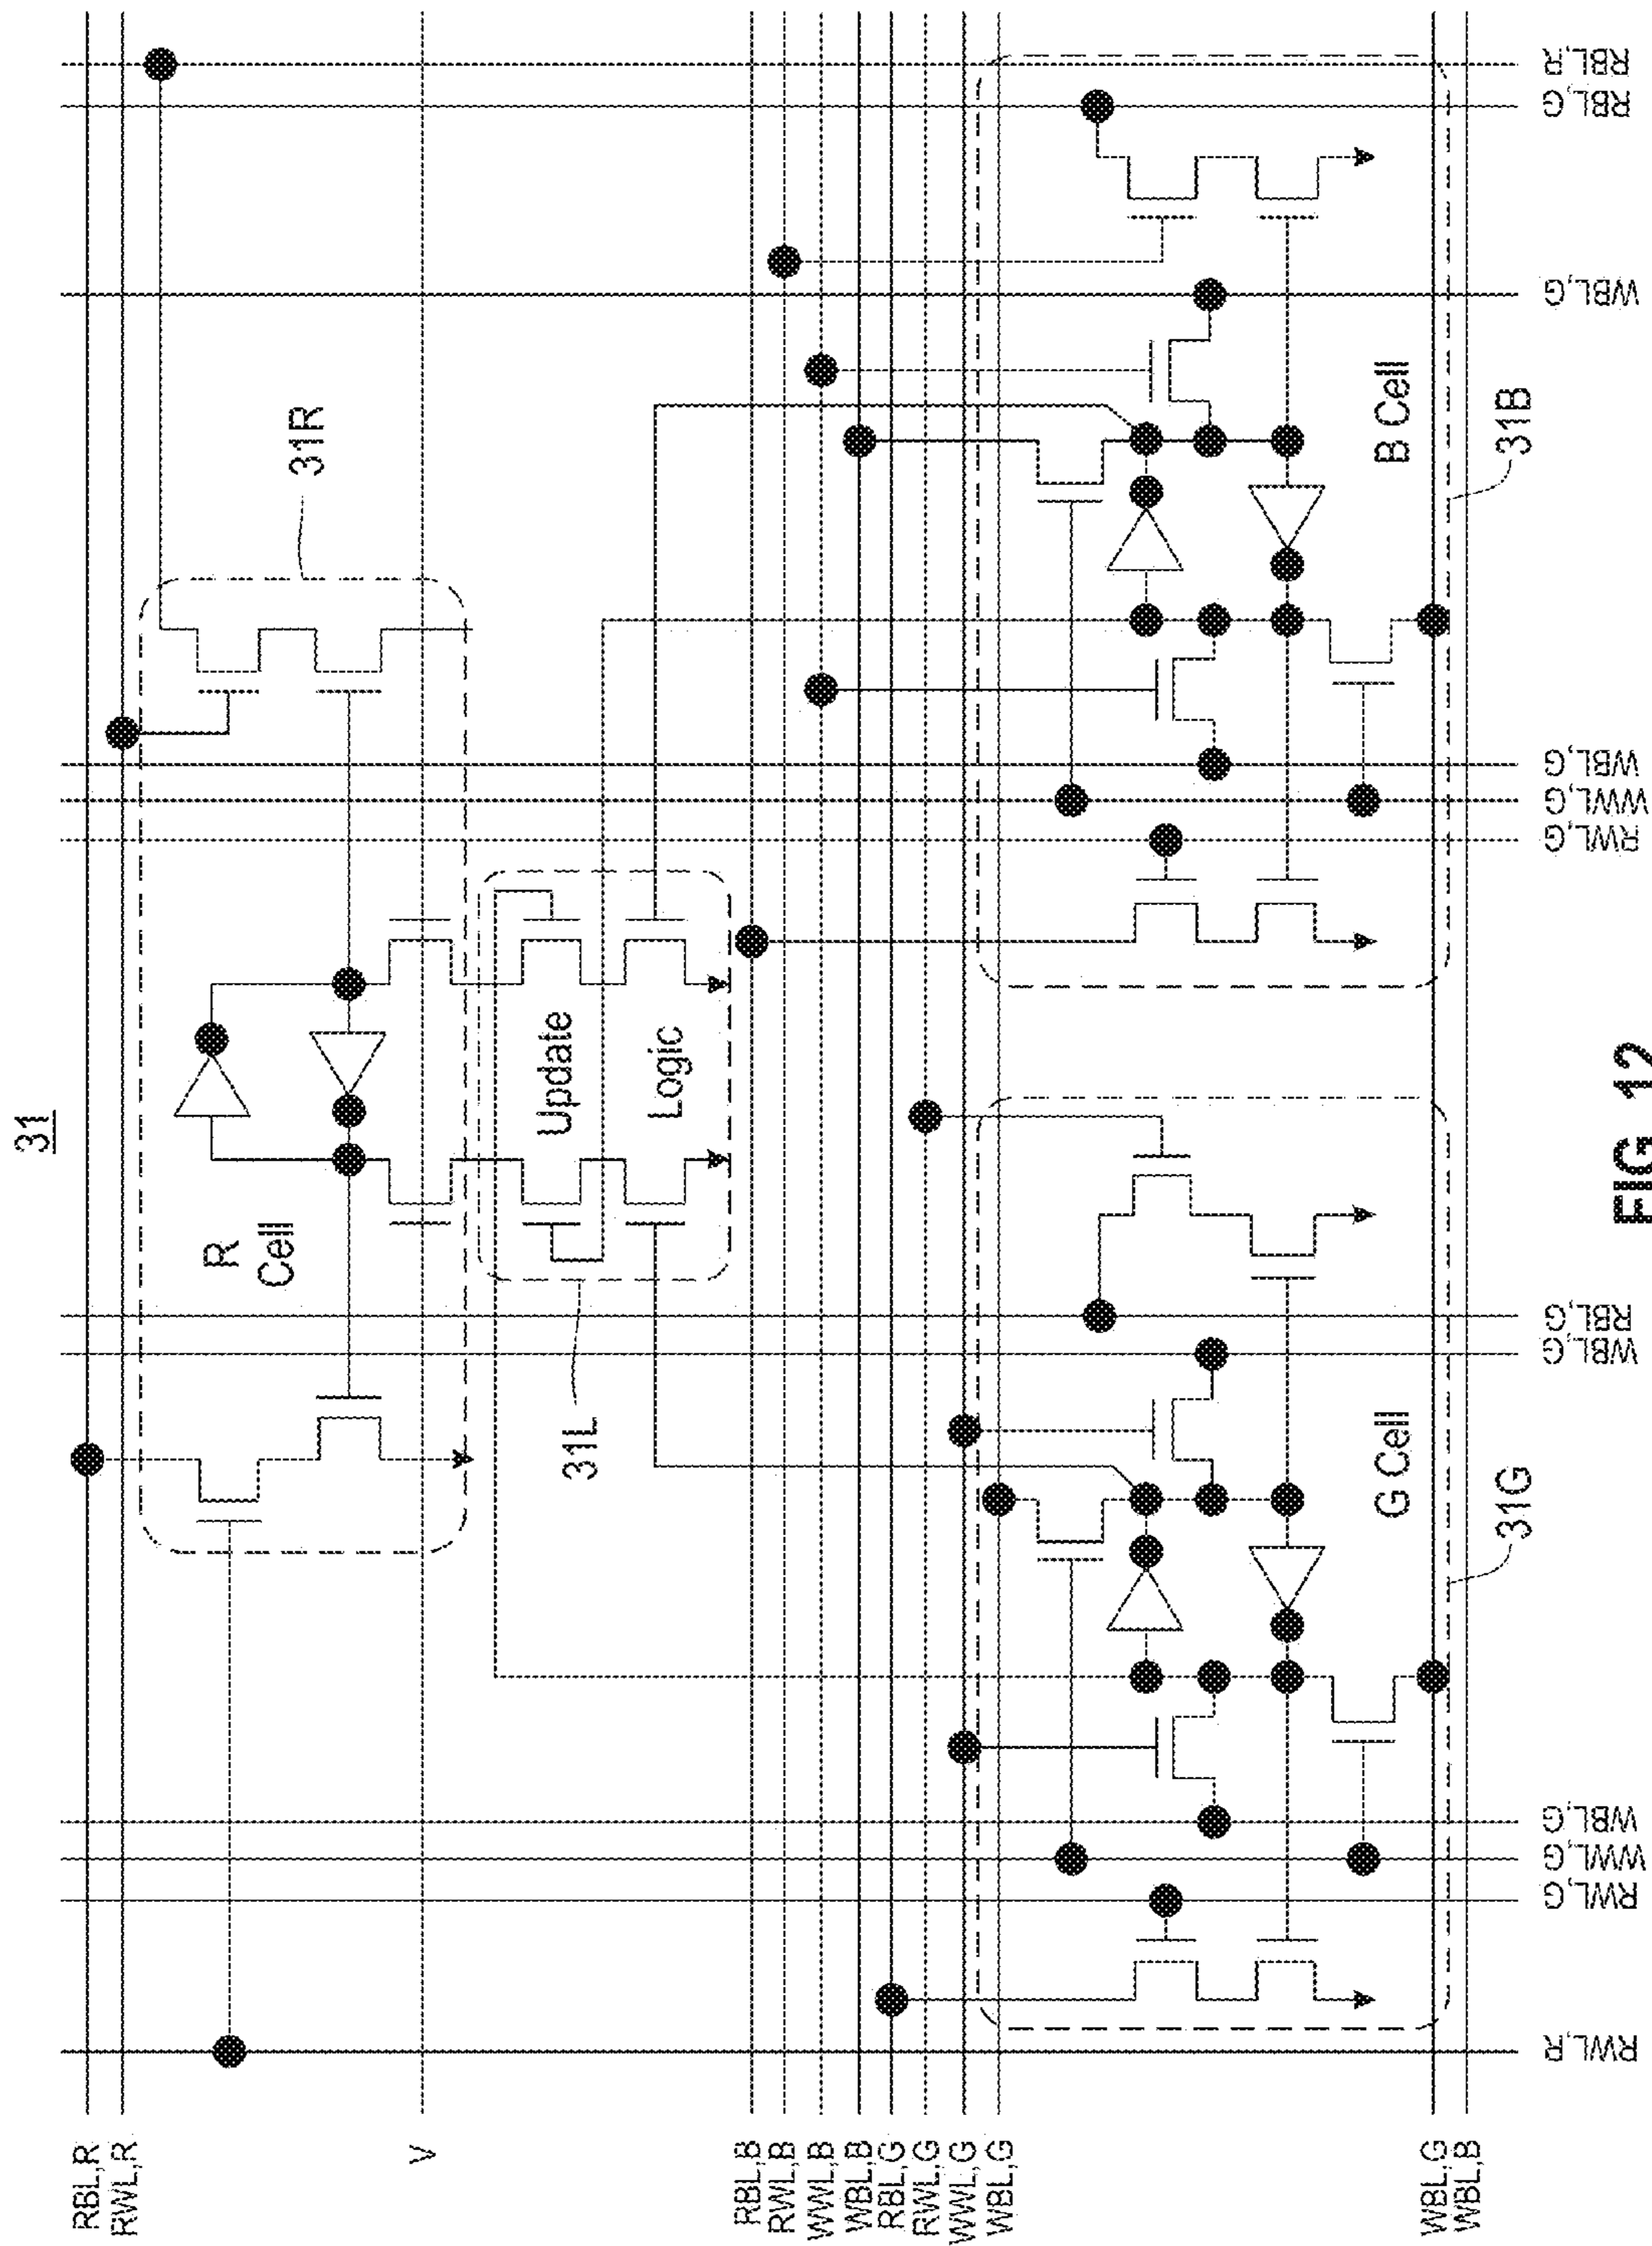 31
RBL,R
RWL,R
V
RBL,B
RWL,B
WWL,B
WBL,B
RBL,G
RWL,G
WWL,G
WBL,G
WBL,G
WBL,B
R
Cell
31R
Update
Logic
31L
G Cell
31G
B Cell
31B
RWL,R
RWL,G
WWL,G
WBL,G
WBL,G
RBL,G
RWL,G
WWL,G
WBL,G
WBL,G
RBL,G
RBL,R
FIG 12